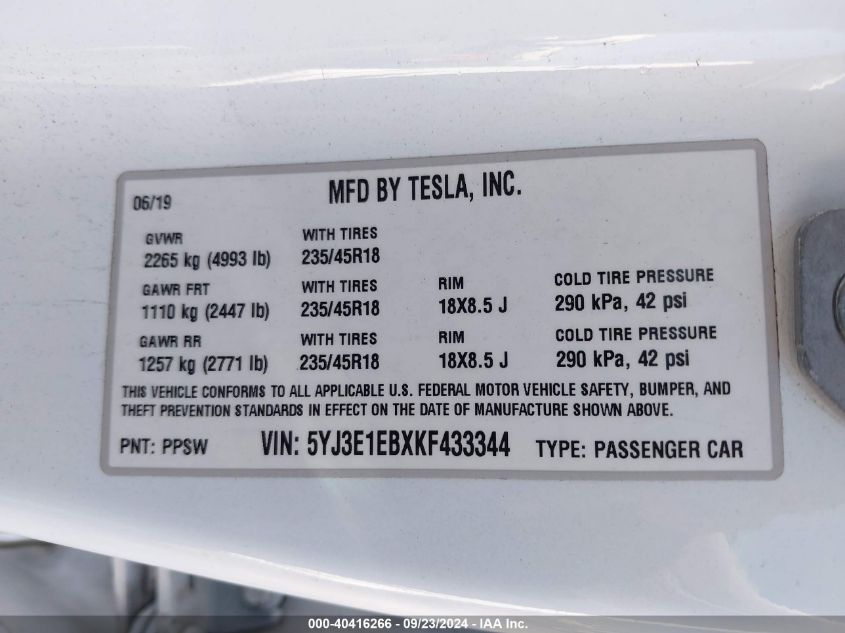 06/19 MFD BY TESLA, INC.
GVWR WITH TIRES
2265 kg (4993 lb) 235/45R18
GAWR FRT WITH TIRES RIM COLD TIRE PRESSURE
1110 kg (2447 lb) 235/45R18 18X8.5 J 290 kPa, 42 psi
GAWR RR WITH TIRES RIM COLD TIRE PRESSURE
1257 kg (2771 lb) 235/45R18 18X8.5 J 290 kPa, 42 psi
THIS VEHICLE CONFORMS TO ALL APPLICABLE U.S. FEDERAL MOTOR VEHICLE SAFETY, BUMPER, AND
THEFT PREVENTION STANDARDS IN EFFECT ON THE DATE OF MANUFACTURE SHOWN ABOVE.
PNT: PPSW VIN: 5YJ3E1EBXKF433344 TYPE: PASSENGER CAR
000-40416266 - 09/23/2024 - IAA, Inc.